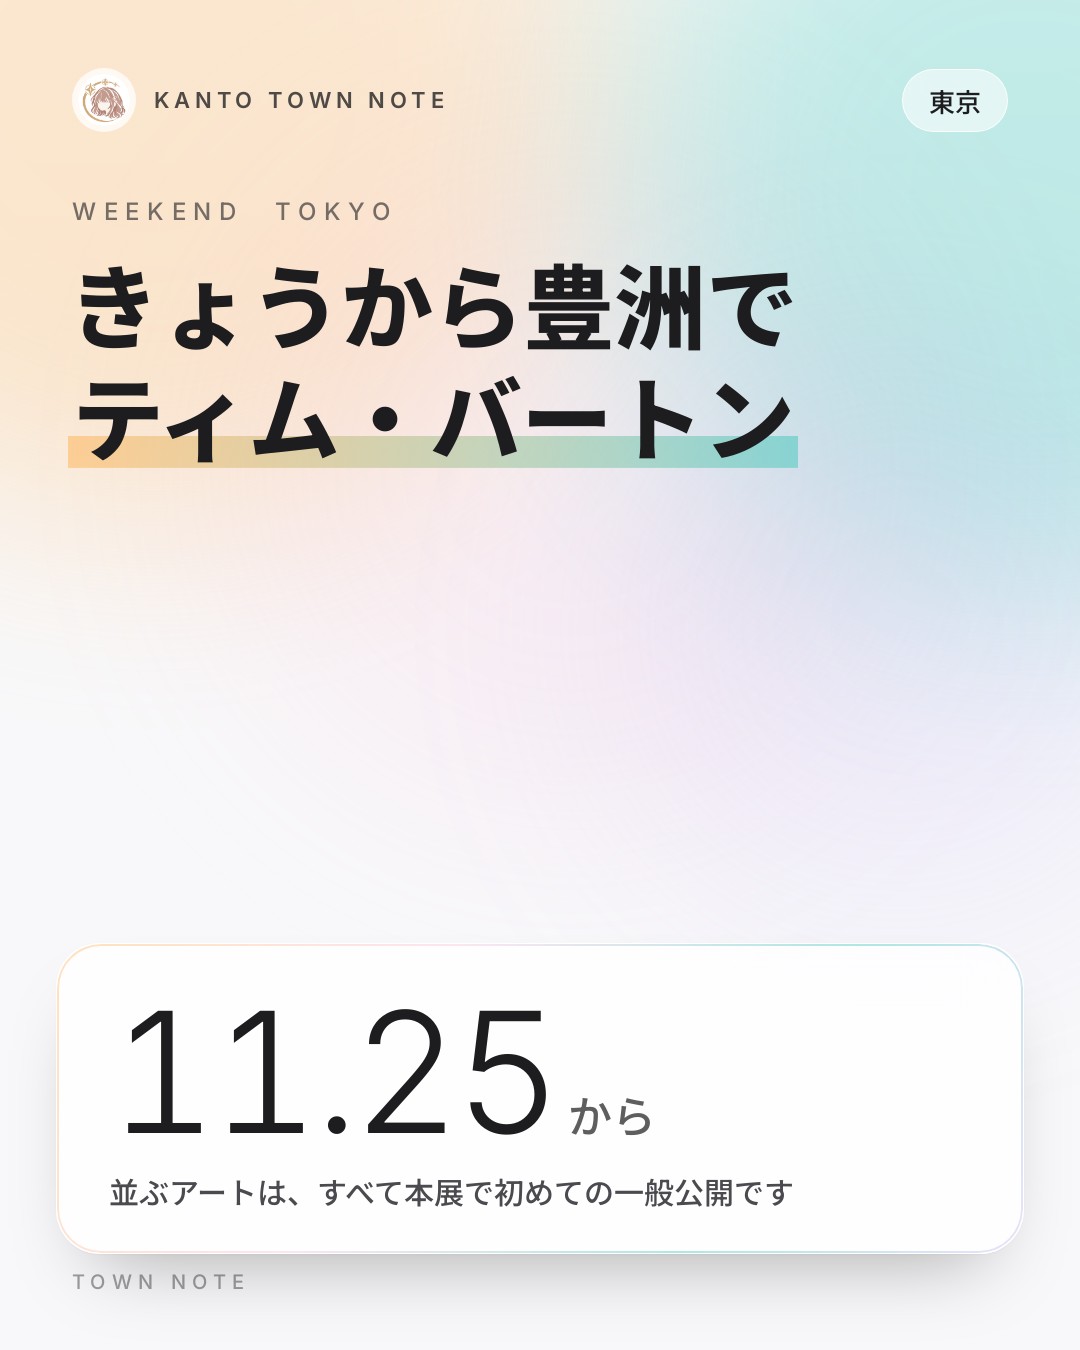 KANTO TOWN NOTE
東京
WEEKEND TOKYO
きょうから豊洲で
ティム・バートン
11.25 から
並ぶアートは、すべて本展で初めての一般公開です
TOWN NOTE